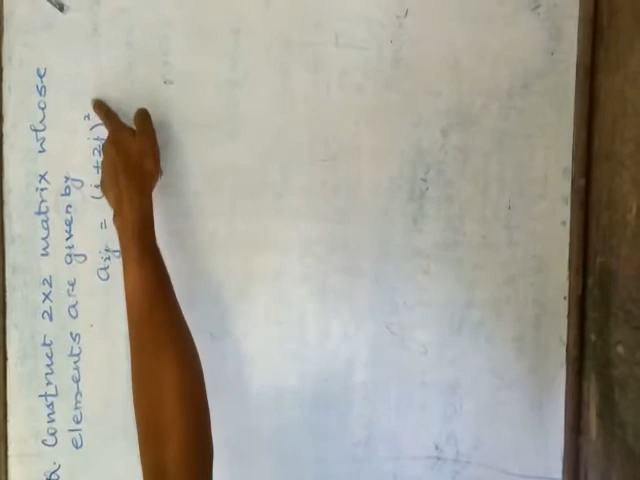 Q. Construct 2x2 matrix whose
elements are given by
aij = (i+2j)²